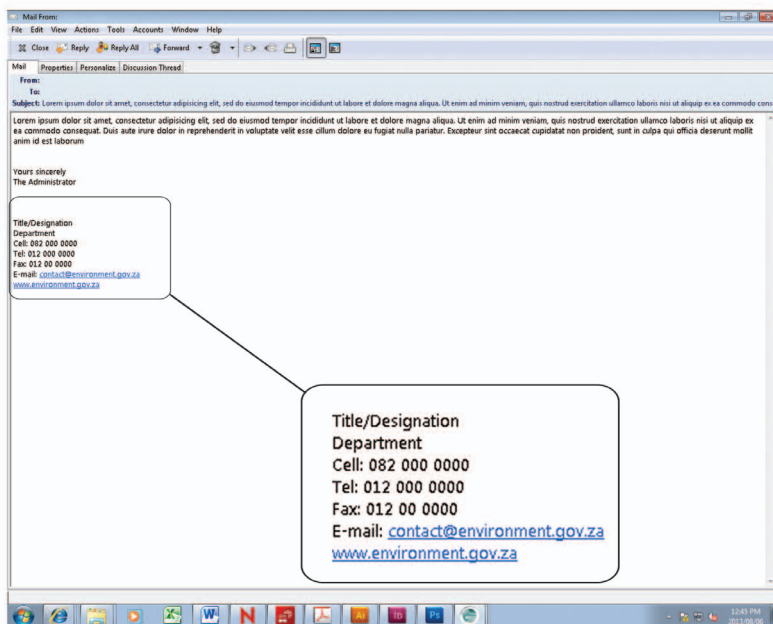 Mail From:
File Edit View Actions Tools Accounts Window Help
Close Reply Reply All Forward
Mail Properties Personalize Discussion Thread
From:
To:
Subject: Lorem ipsum dolor sit amet, consectetur adipisicing elit, sed do eiusmod tempor incididunt ut labore et dolore magna aliqua. Ut enim ad minim veniam, quis nostrud exercitation ullamco laboris nisi ut aliquip ex ea commodo cons
Lorem ipsum dolor sit amet, consectetur adipisicing elit, sed do eiusmod tempor incididunt ut labore et dolore magna aliqua. Ut enim ad minim veniam, quis nostrud exercitation ullamco laboris nisi ut aliquip ex
ea commodo consequat. Duis aute irure dolor in reprehenderit in voluptate velit esse cillum dolore eu fugiat nulla pariatur. Excepteur sint occaecat cupidatat non proident, sunt in culpa qui officia deserunt mollit
anim id est laborum
Yours sincerely
The Administrator
Title/Designation
Department
Cell: 082 000 0000
Tel: 012 000 0000
Fax: 012 00 0000
E-mail: contact@environment.gov.za
www.environment.gov.za
Title/Designation
Department
Cell: 082 000 0000
Tel: 012 000 0000
Fax: 012 00 0000
E-mail: contact@environment.gov.za
www.environment.gov.za
W N Ai Id Ps
12:45 PM
2013/08/06